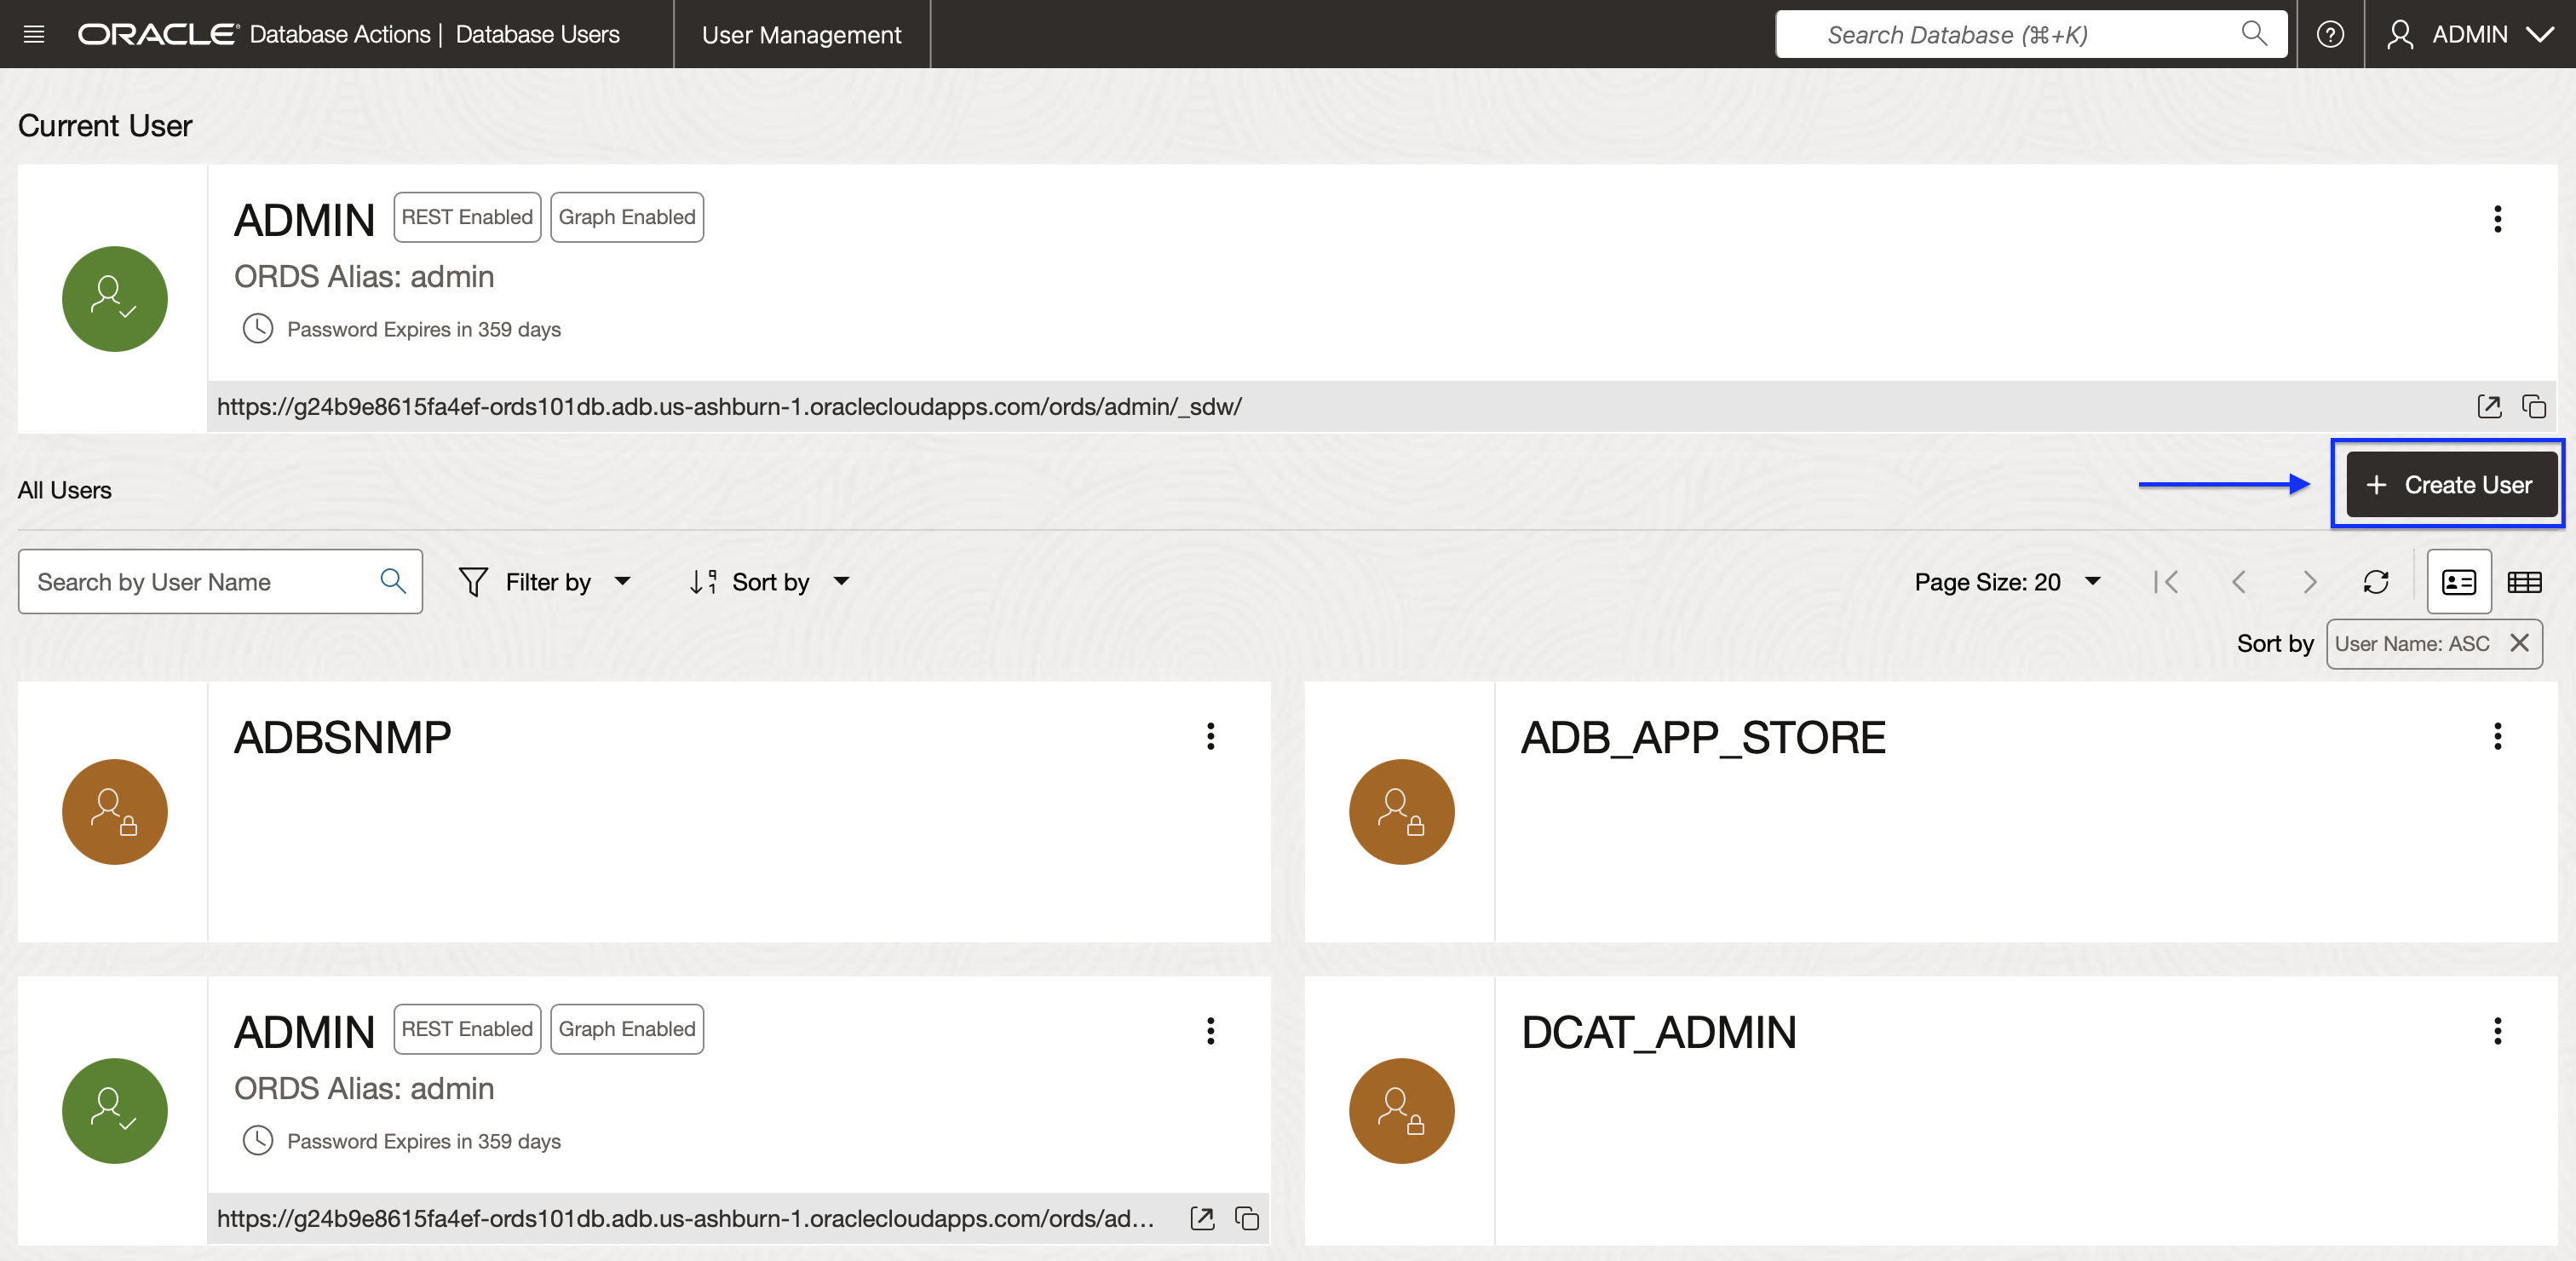 ORACLE® Database Actions | Database Users
User Management
Search Database (⌘+K)
ADMIN
Current User
ADMIN REST Enabled Graph Enabled
ORDS Alias: admin
Password Expires in 359 days
https://g24b9e8615fa4ef-ords101db.adb.us-ashburn-1.oraclecloudapps.com/ords/admin/_sdw/
All Users
+ Create User
Search by User Name
Filter by
Sort by
Page Size: 20
Sort by User Name: ASC
ADBSNMP
ADB_APP_STORE
ADMIN REST Enabled Graph Enabled
ORDS Alias: admin
Password Expires in 359 days
https://g24b9e8615fa4ef-ords101db.adb.us-ashburn-1.oraclecloudapps.com/ords/ad...
DCAT_ADMIN